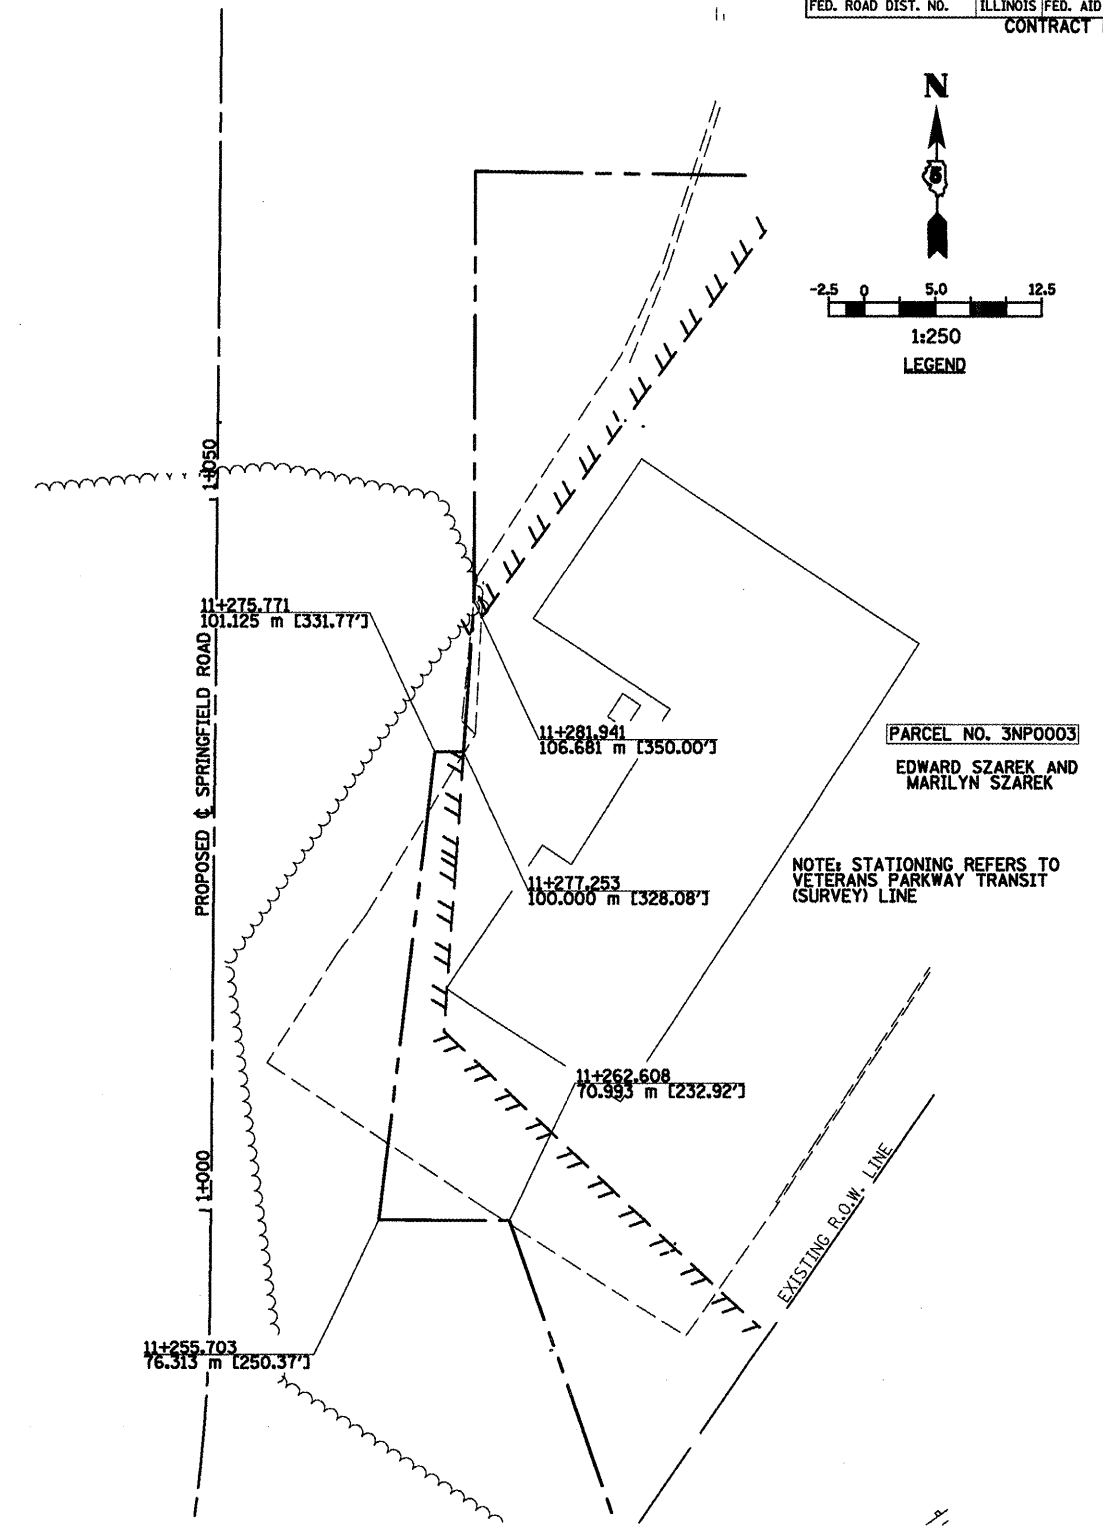 FED. ROAD DIST. NO. ILLINOIS FED. AID
CONTRACT
N
5
-2.5 0 5.0 12.5
1:250
LEGEND
1+050
11+275.771
101.125 m [331.77']
PROPOSED ℄ SPRINGFIELD ROAD
11+281.941
106.681 m [350.00']
PARCEL NO. 3NP0003
EDWARD SZAREK AND
MARILYN SZAREK
NOTE: STATIONING REFERS TO
VETERANS PARKWAY TRANSIT
(SURVEY) LINE
11+277.253
100.000 m [328.08']
11+262.608
70.993 m [232.92']
1+000
EXISTING R.O.W. LINE
11+255.703
76.313 m [250.37']